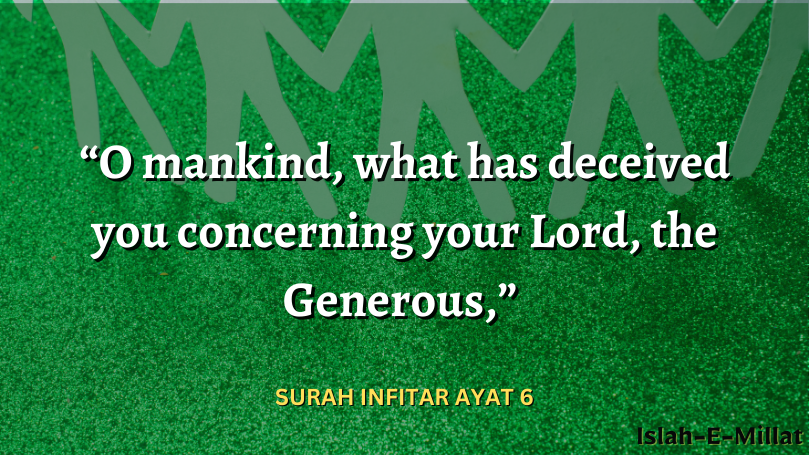 “O mankind, what has deceived
you concerning your Lord, the
Generous,”
SURAH INFITAR AYAT 6
Islah-E-Millat